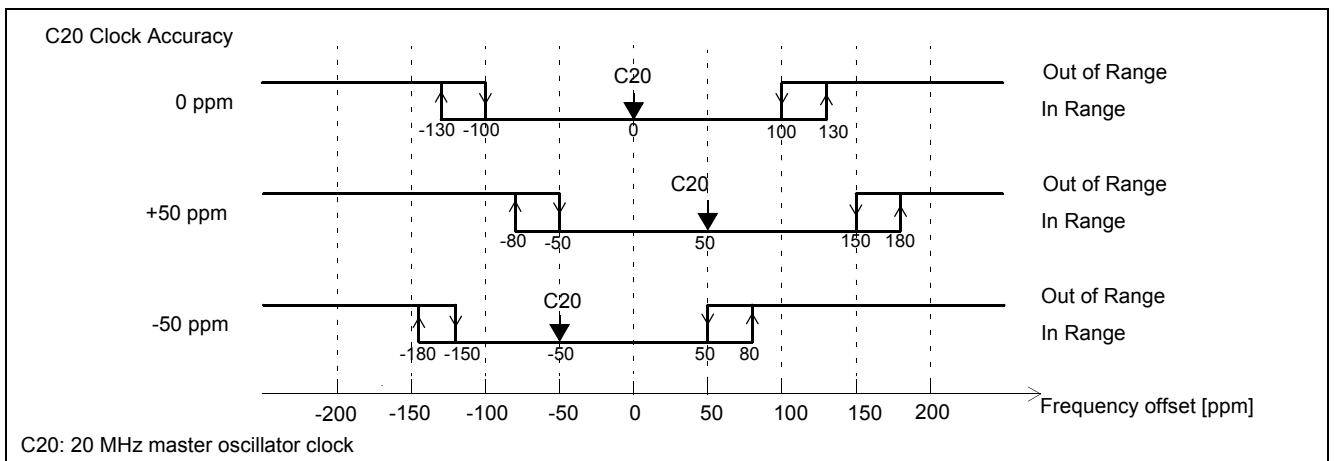 C20 Clock Accuracy
C20
Out of Range
0 ppm
In Range
-130 -100 0 100 130
C20
Out of Range
+50 ppm
In Range
-80 -50 50 150 180
C20
Out of Range
-50 ppm
In Range
-180 -150 -50 50 80
-200 -150 -100 -50 0 50 100 150 200
Frequency offset [ppm]
C20: 20 MHz master oscillator clock